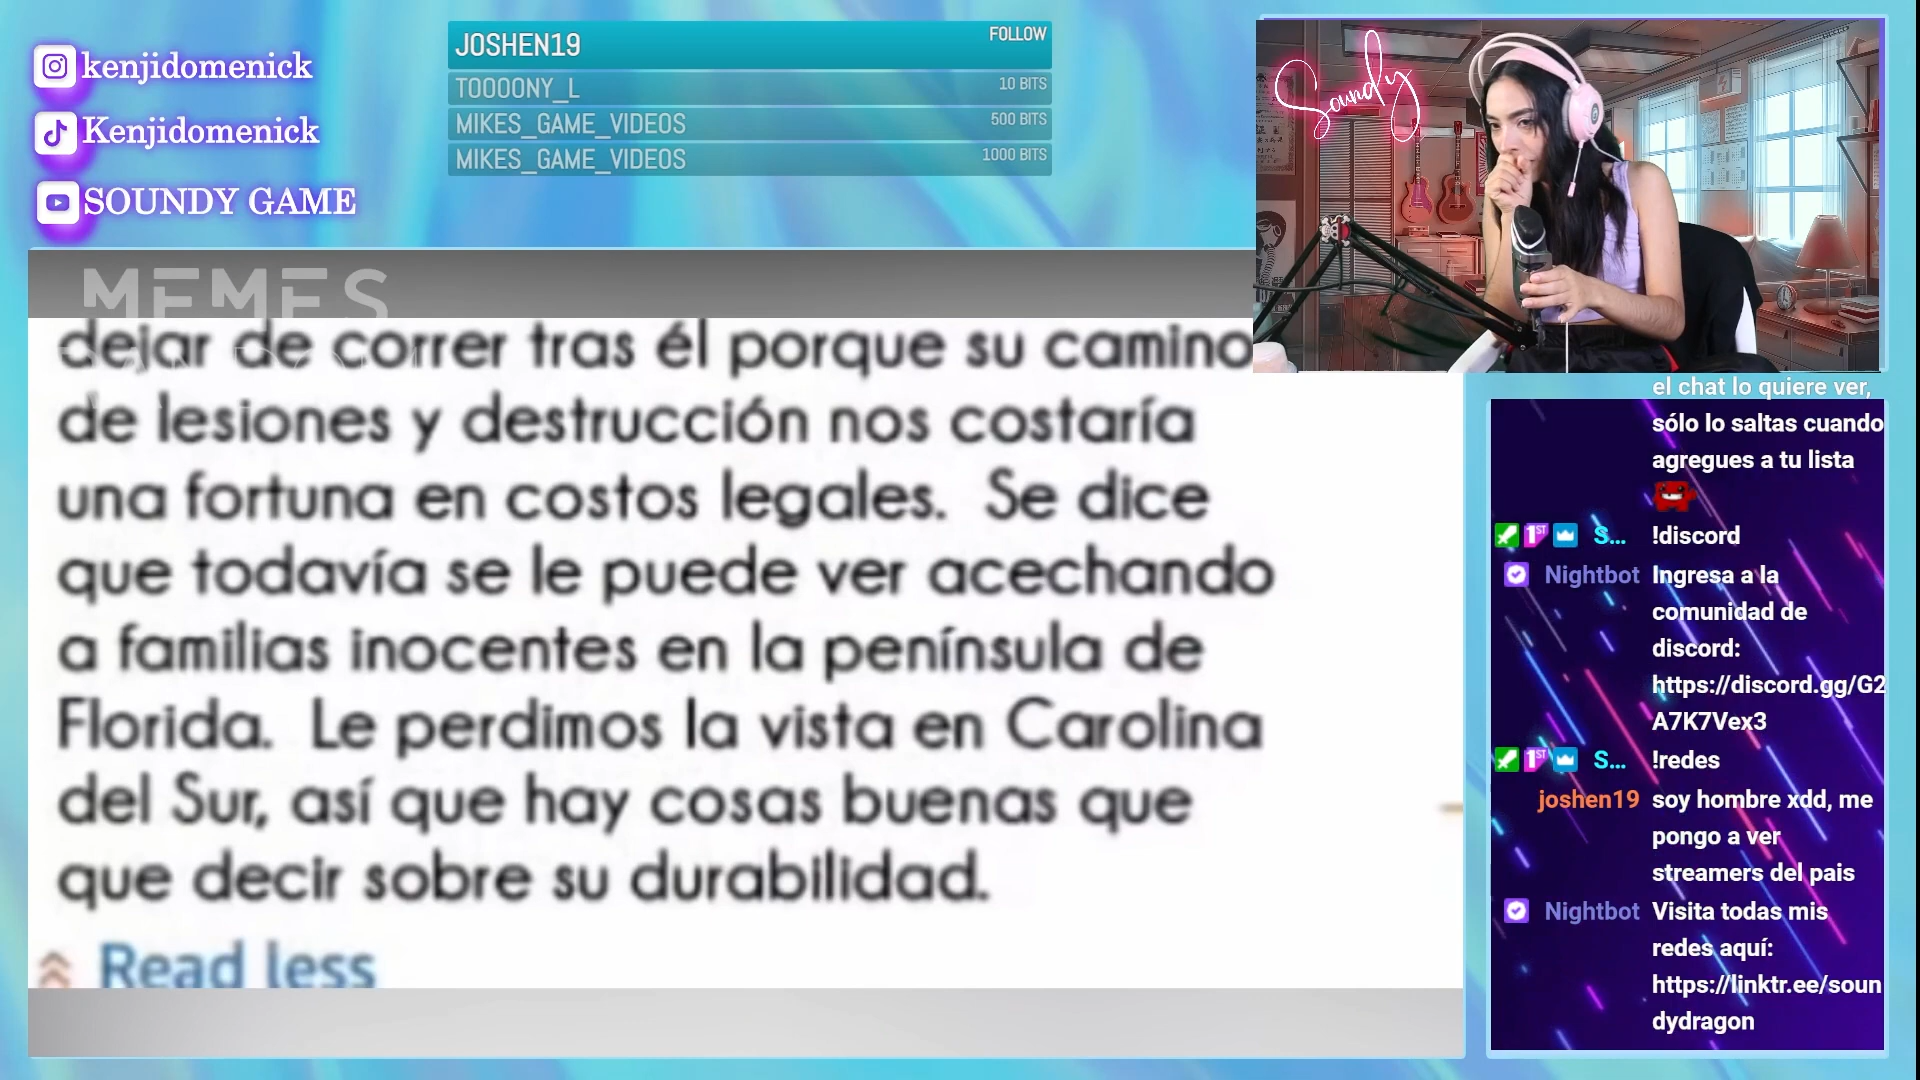 kenjidomenick
Kenjidomenick
SOUNDY GAME
JOSHEN19 FOLLOW
TOOOONY_L 10 BITS
MIKES_GAME_VIDEOS 500 BITS
MIKES_GAME_VIDEOS 1000 BITS
Soundy
MEMES
dejar de correr tras él porque su camino
de lesiones y destrucción nos costaría
una fortuna en costos legales. Se dice
que todavía se le puede ver acechando
a familias inocentes en la península de
Florida. Le perdimos la vista en Carolina
del Sur, así que hay cosas buenas que
que decir sobre su durabilidad.
Read less
el chat lo quiere ver,
sólo lo saltas cuando
agregues a tu lista
1ST S... !discord
Nightbot Ingresa a la
comunidad de
discord:
https://discord.gg/G2
A7K7Vex3
1ST S... !redes
joshen19 soy hombre xdd, me
pongo a ver
streamers del pais
Nightbot Visita todas mis
redes aquí:
https://linktr.ee/soun
dydragon